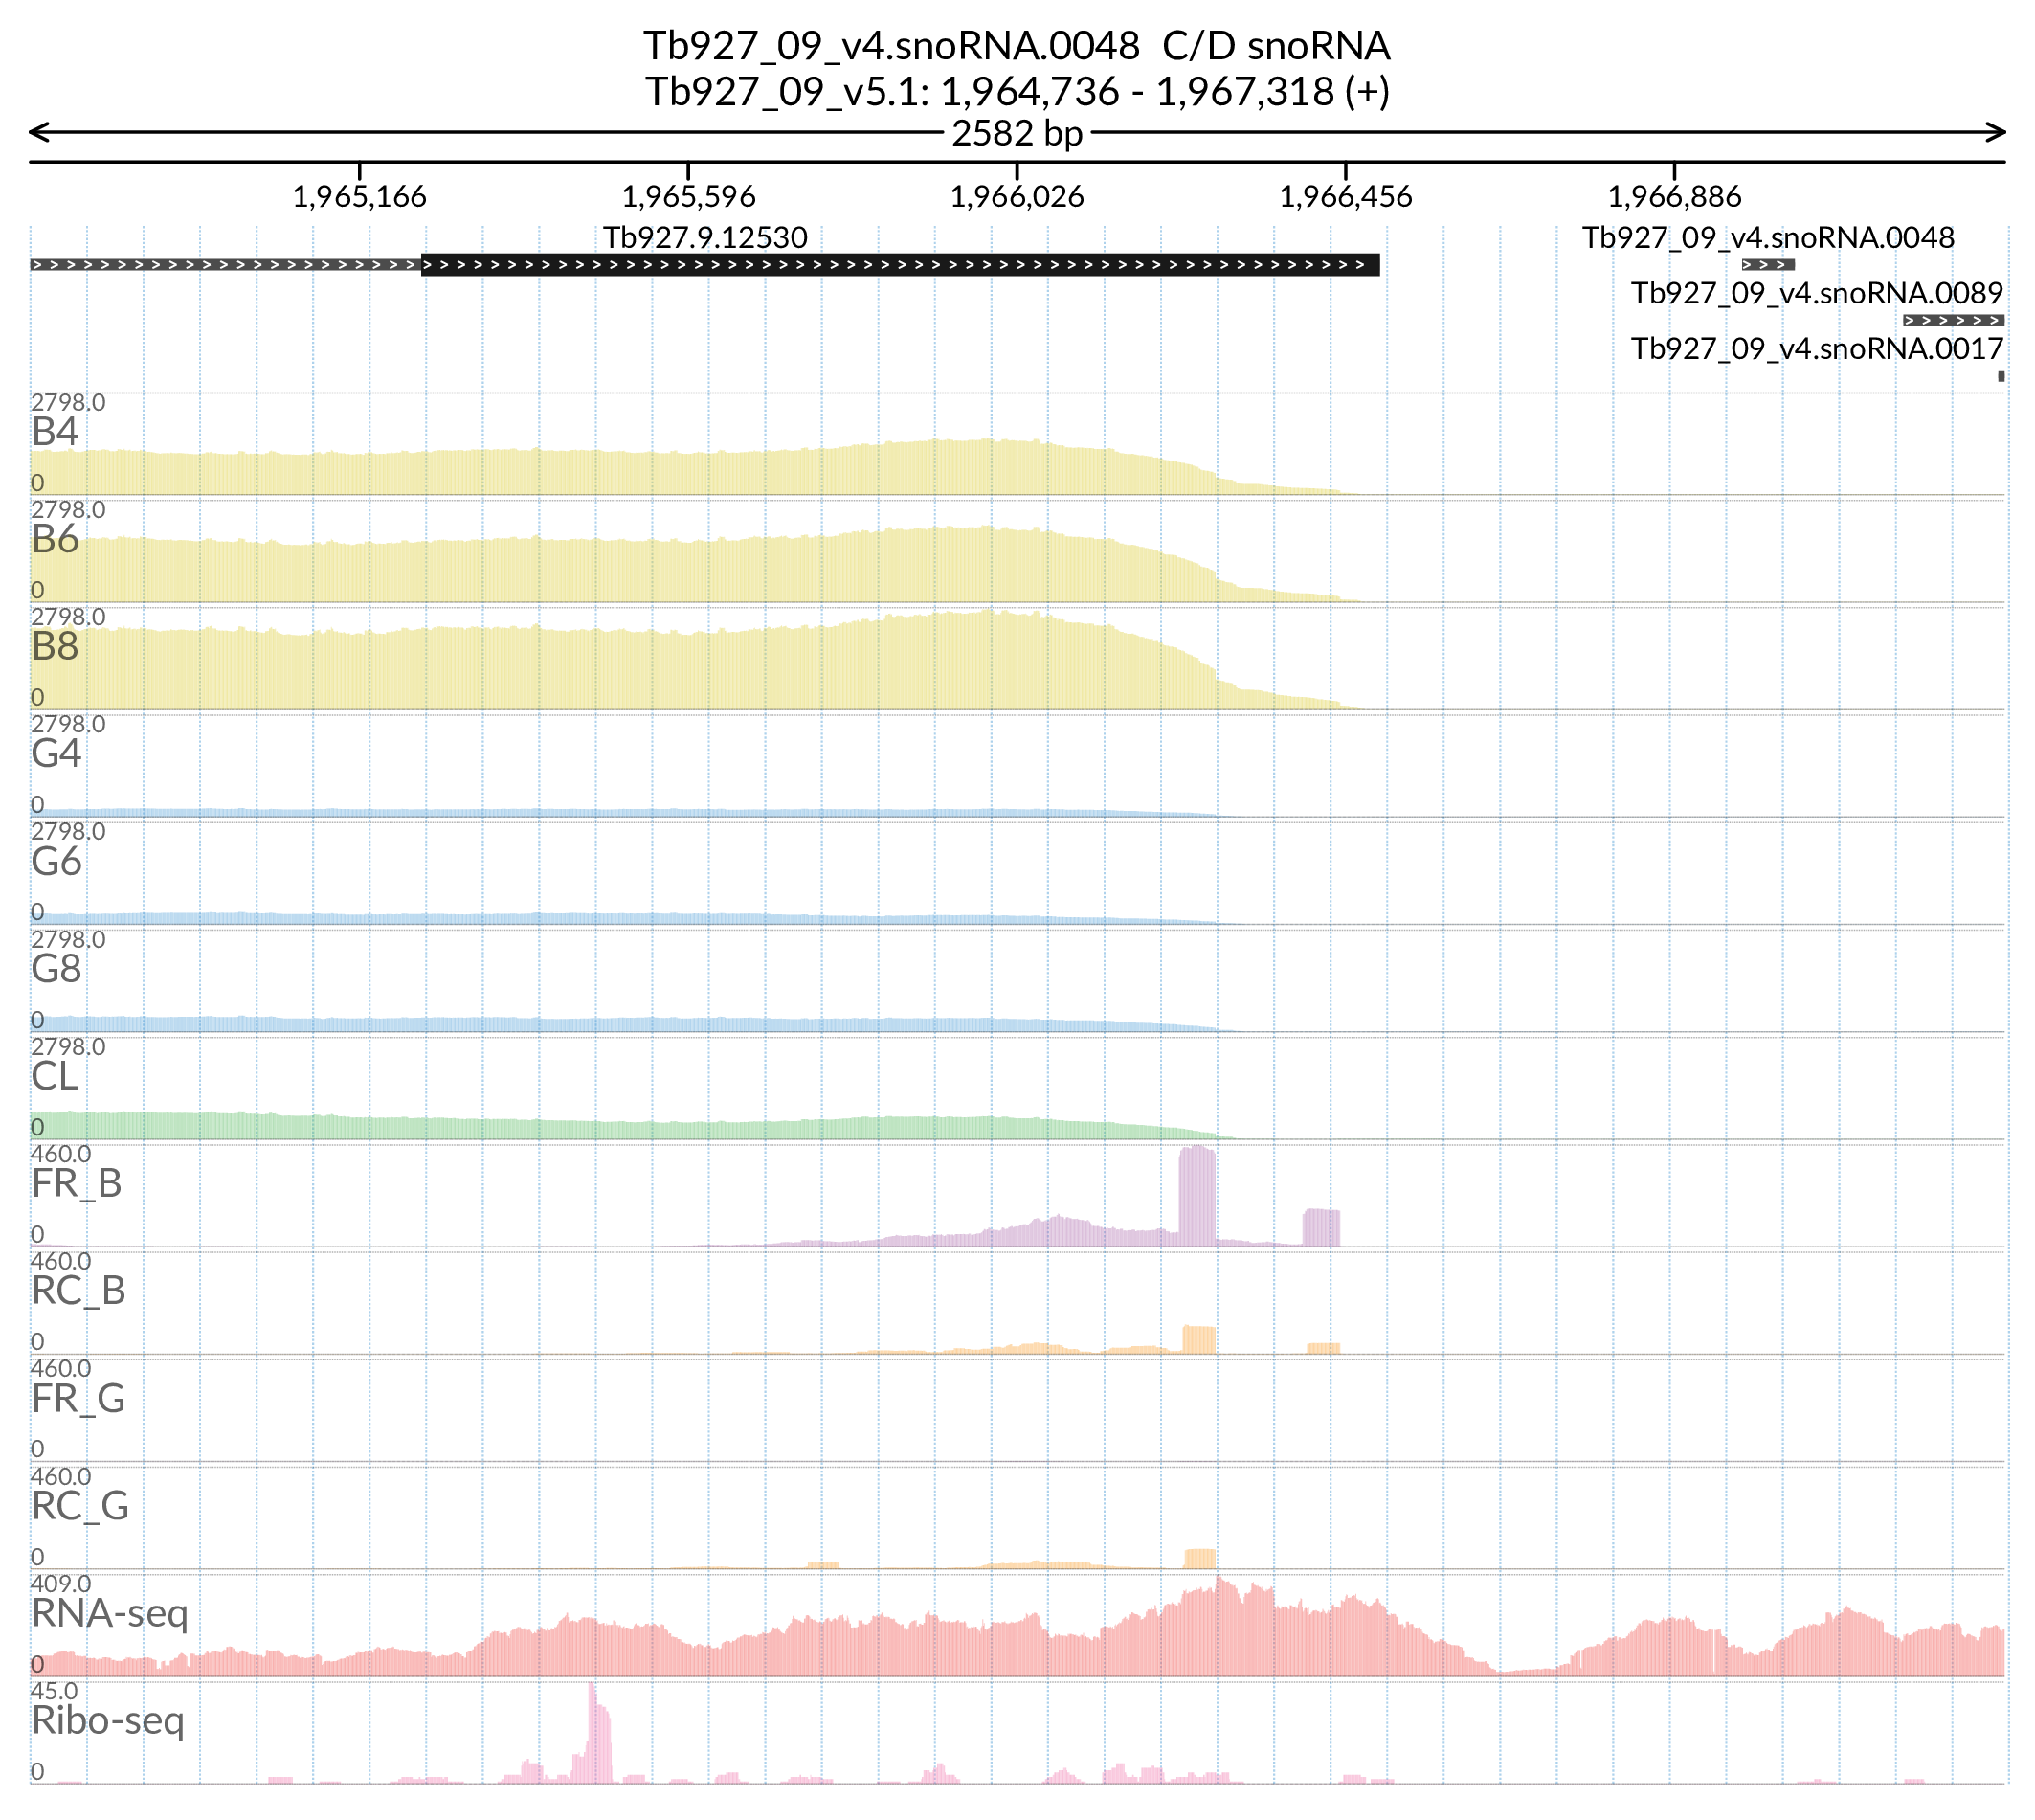 Tb927_09_v4.snoRNA.0048  C/D snoRNA
Tb927_09_v5.1: 1,964,736 - 1,967,318 (+)
2582 bp
1,965,166 1,965,596 1,966,026 1,966,456 1,966,886
Tb927.9.12530 Tb927_09_v4.snoRNA.0048
Tb927_09_v4.snoRNA.0089
Tb927_09_v4.snoRNA.0017
2798.0
B4
0
2798.0
B6
0
2798.0
B8
0
2798.0
G4
0
2798.0
G6
0
2798.0
G8
0
2798.0
CL
0
460.0
FR_B
0
460.0
RC_B
0
460.0
FR_G
0
460.0
RC_G
0
409.0
RNA-seq
0
45.0
Ribo-seq
0